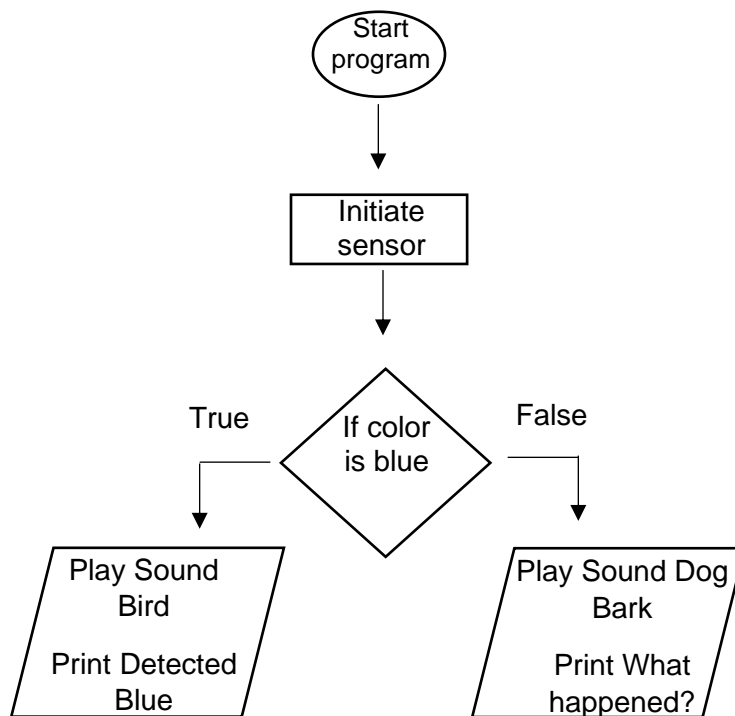 Start
program
Initiate
sensor
True
False
If color
is blue
Play Sound
Bird
Print Detected
Blue
Play Sound Dog
Bark
Print What
happened?